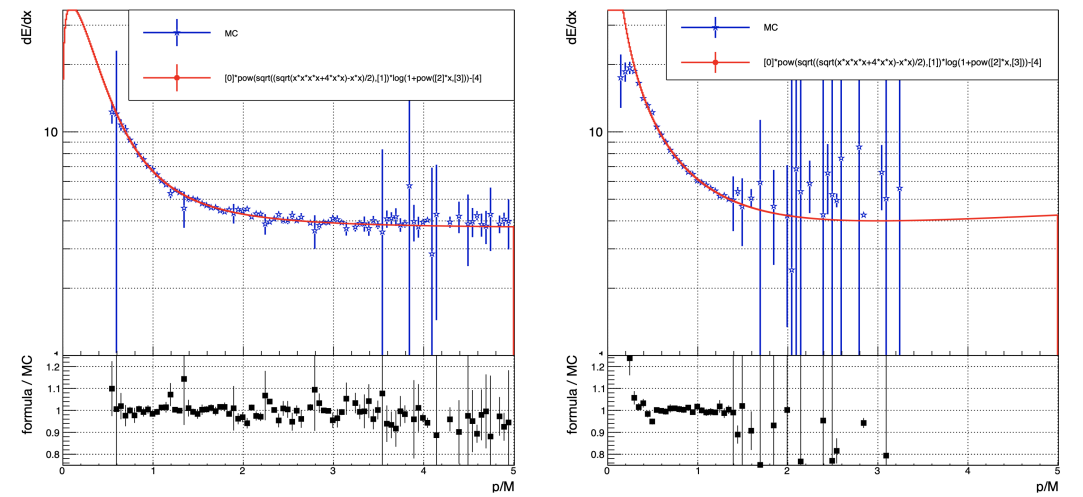 dE/dx
MC
[0]*pow(sqrt((sqrt(x*x*x*x+4*x*x)-x*x)/2),[1])*log(1+pow([2]*x,[3]))-[4]
10
1
formula / MC
1.2
1.1
1
0.9
0.8
0 1 2 3 4 5
p/M
dE/dx
MC
[0]*pow(sqrt((sqrt(x*x*x*x+4*x*x)-x*x)/2),[1])*log(1+pow([2]*x,[3]))-[4]
10
1
formula / MC
1.2
1.1
1
0.9
0.8
0 1 2 3 4 5
p/M